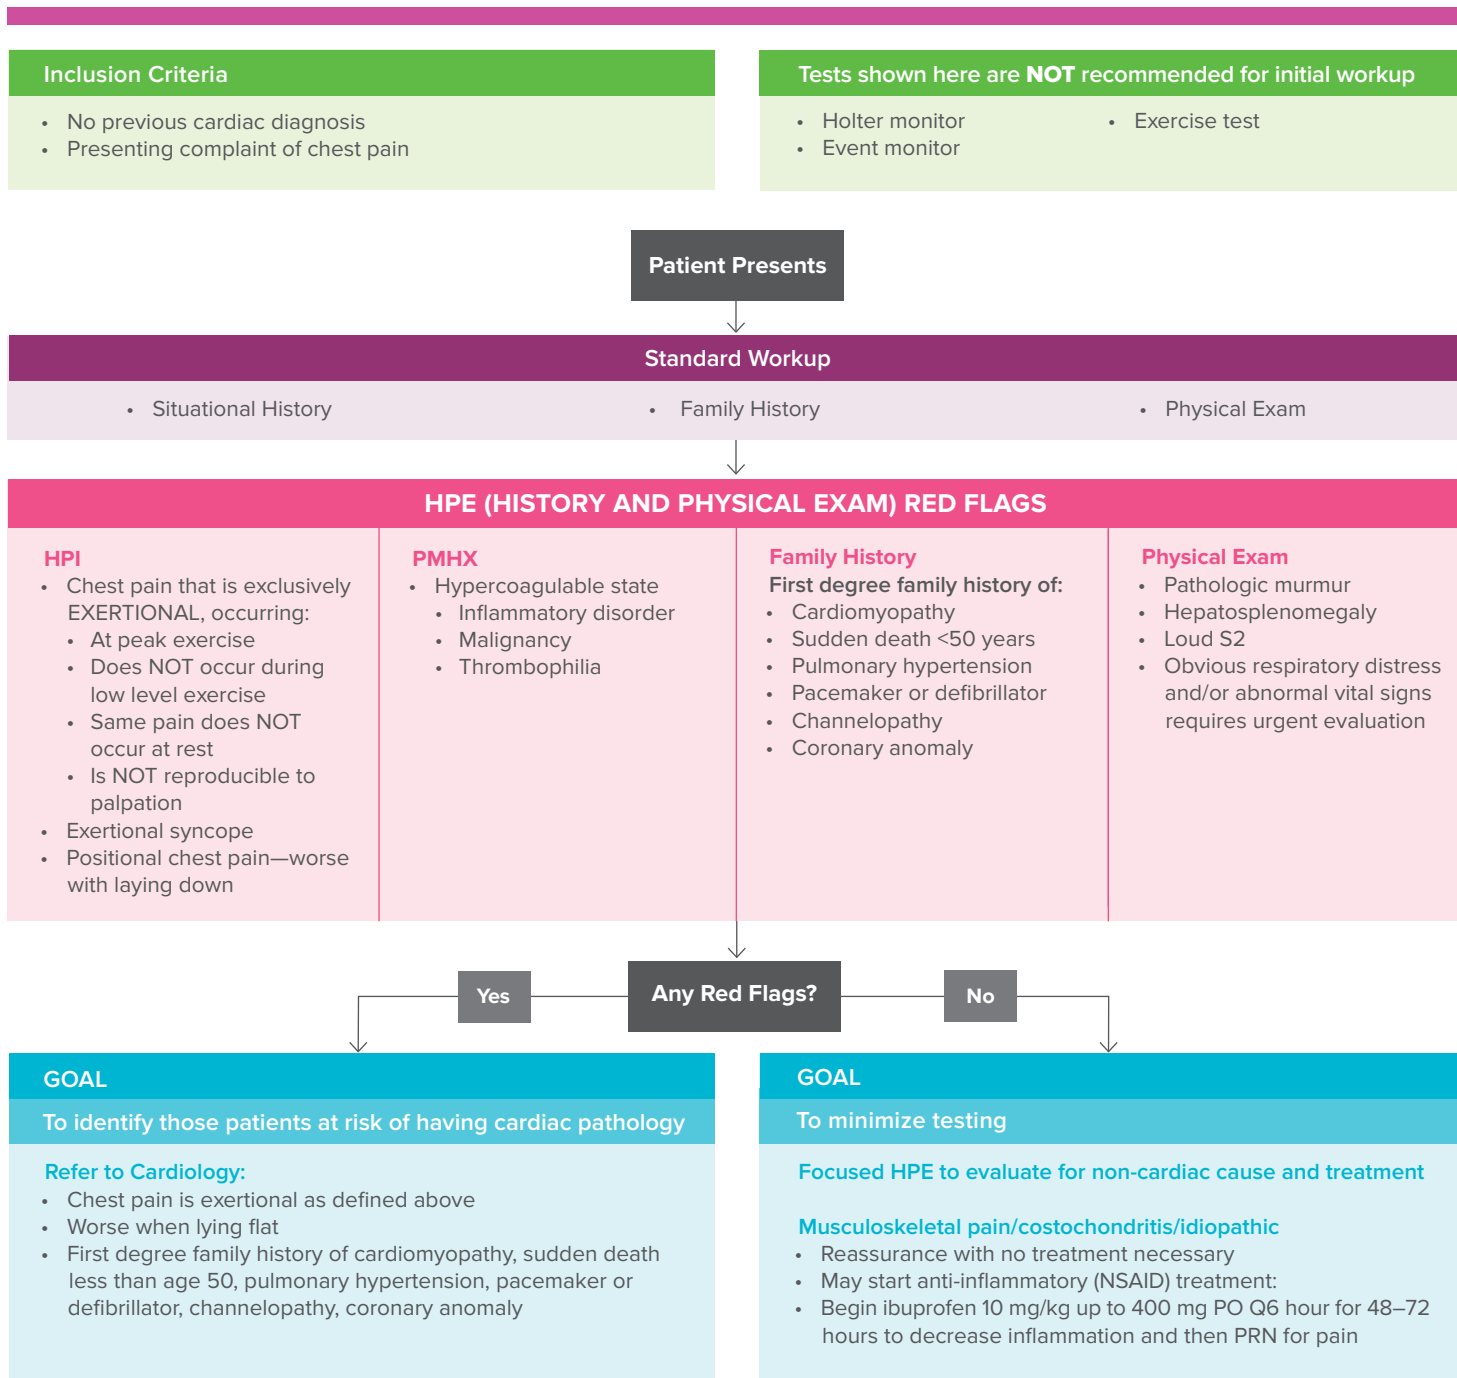 Inclusion Criteria
• No previous cardiac diagnosis
• Presenting complaint of chest pain
Tests shown here are NOT recommended for initial workup
• Holter monitor
• Event monitor
• Exercise test
Patient Presents
Standard Workup
• Situational History
• Family History
• Physical Exam
HPE (HISTORY AND PHYSICAL EXAM) RED FLAGS
HPI
• Chest pain that is exclusively
EXERTIONAL, occurring:
• At peak exercise
• Does NOT occur during
low level exercise
• Same pain does NOT
occur at rest
• Is NOT reproducible to
palpation
• Exertional syncope
• Positional chest pain—worse
with laying down
PMHX
• Hypercoagulable state
• Inflammatory disorder
• Malignancy
• Thrombophilia
Family History
First degree family history of:
• Cardiomyopathy
• Sudden death <50 years
• Pulmonary hypertension
• Pacemaker or defibrillator
• Channelopathy
• Coronary anomaly
Physical Exam
• Pathologic murmur
• Hepatosplenomegaly
• Loud S2
• Obvious respiratory distress
and/or abnormal vital signs
requires urgent evaluation
Any Red Flags?
Yes
No
GOAL
To identify those patients at risk of having cardiac pathology
Refer to Cardiology:
• Chest pain is exertional as defined above
• Worse when lying flat
• First degree family history of cardiomyopathy, sudden death
less than age 50, pulmonary hypertension, pacemaker or
defibrillator, channelopathy, coronary anomaly
GOAL
To minimize testing
Focused HPE to evaluate for non-cardiac cause and treatment
Musculoskeletal pain/costochondritis/idiopathic
• Reassurance with no treatment necessary
• May start anti-inflammatory (NSAID) treatment:
• Begin ibuprofen 10 mg/kg up to 400 mg PO Q6 hour for 48–72
hours to decrease inflammation and then PRN for pain